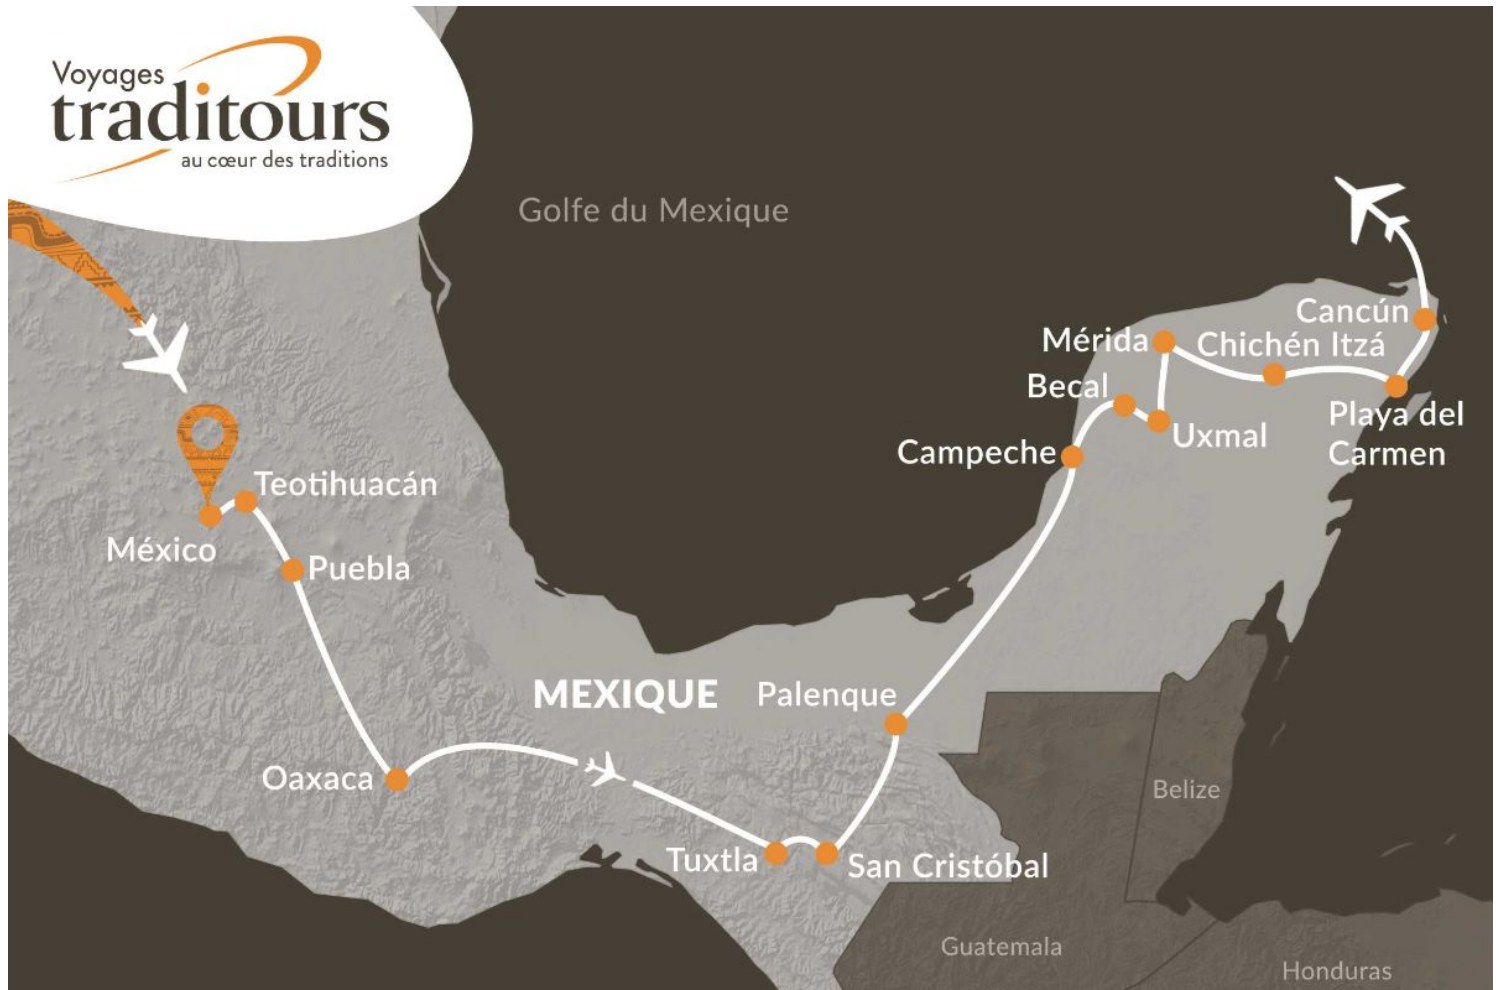 Voyages
traditours
au cœur des traditions
Golfe du Mexique
Cancún
Mérida
Chichén Itzá
Becal
Playa del
Carmen
Uxmal
Campeche
Teotihuacán
México
Puebla
MEXIQUE
Palenque
Oaxaca
Belize
Tuxtla
San Cristóbal
Guatemala
Honduras